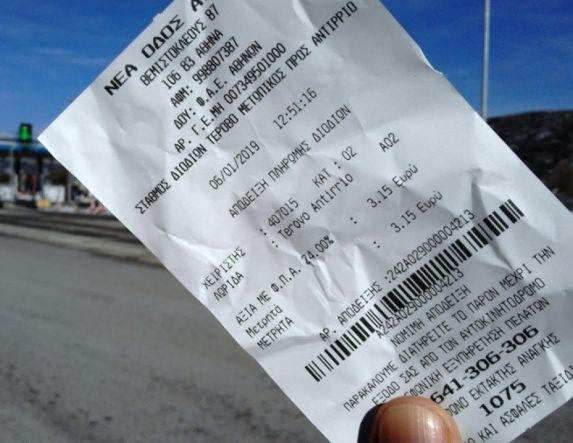 ΝΕΑ ΟΔΟΣ Α
ΘΕΜΙΣΤΟΚΛΕΟΥΣ 87
106 83 ΑΘΗΝΑ
ΑΦΜ: 998807387
ΔΟΥ: Φ.Α.Ε. ΑΘΗΝΩΝ
ΑΡ. Γ.Ε.ΜΗ 007349501000
ΣΤΑΘΜΟΣ ΔΙΟΔΙΩΝ ΤΕΡΟΒΟ ΜΕΤΩΠΙΚΟΣ ΠΡΟΣ ΑΝΤΙΡΡΙΟ
06/01/2019 12:51:16
ΑΠΟΔΕΙΞΗ ΠΛΗΡΩΜΗΣ ΔΙΟΔΙΩΝ
ΧΕΙΡΙΣΤΗΣ : 407015 ΚΑΤ : 02 Α02
ΛΩΡΙΔΑ : Terovo Antirrio
ΑΞΙΑ ΜΕ Φ.Π.Α. 24.00% : 3.15 Ευρώ
Μετρητά : 3.15 Ευρώ
ΜΕΤΡΗΤΑ
ΑΡ. ΑΠΟΔΕΙΞΗΣ :242A029000004213
A242A029000004213
ΝΟΜΙΜΗ ΑΠΟΔΕΙΞΗ
ΠΑΡΑΚΑΛΟΥΜΕ ΔΙΑΤΗΡΕΙΤΕ ΤΟ ΠΑΡΟΝ ΜΕΧΡΙ ΤΗΝ
ΕΞΟΔΟ ΣΑΣ ΑΠΟ ΤΟΝ ΑΥΤΟΚΙΝΗΤΟΔΡΟΜΟ
ΕΞΥΠΗΡΕΤΗΣΗ ΠΕΛΑΤΩΝ
641-306-306
ΕΚΤΑΚΤΗΣ ΑΝΑΓΚΗΣ
1075
ΚΑΙ ΑΣΦΑΛΕΣ ΤΑΞΙΔ